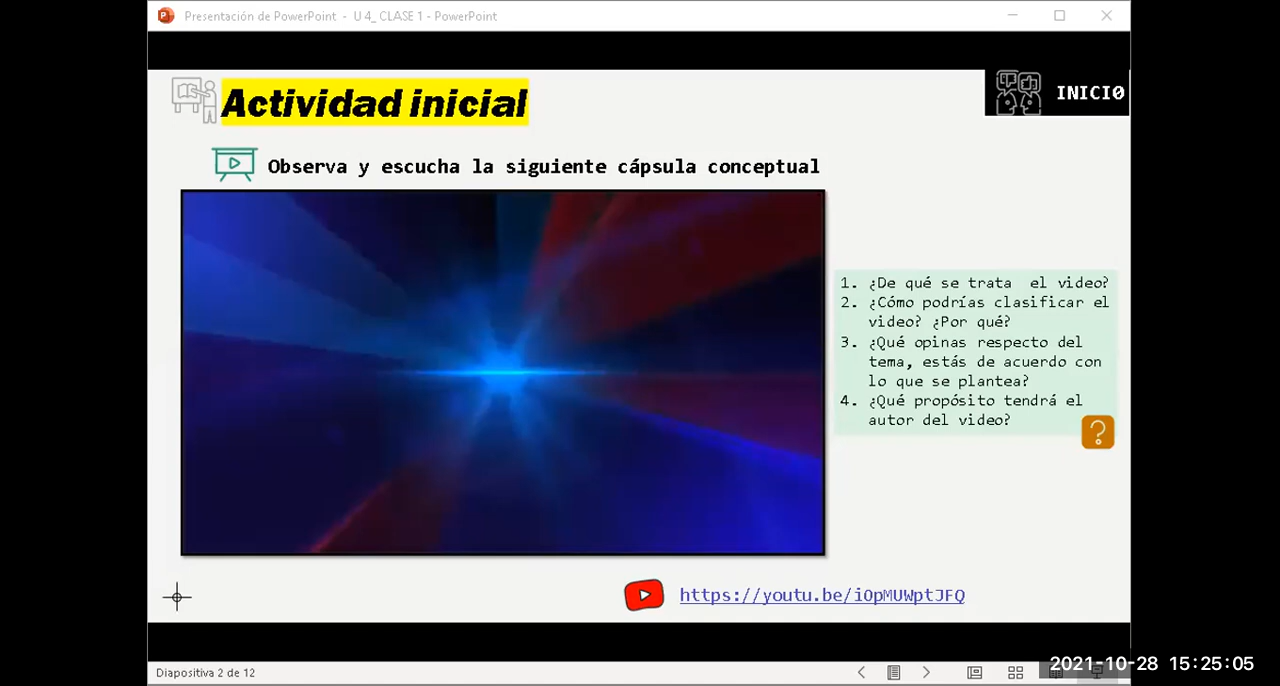 Presentación de PowerPoint - U 4_ CLASE 1 - PowerPoint
Actividad inicial
INICIO
Observa y escucha la siguiente cápsula conceptual
1. ¿De qué se trata el video?
2. ¿Cómo podrías clasificar el
video? ¿Por qué?
3. ¿Qué opinas respecto del
tema, estás de acuerdo con
lo que se plantea?
4. ¿Qué propósito tendrá el
autor del video?
?
https://youtu.be/iOpMUWptJFQ
Diapositiva 2 de 12
2021-10-28 15:25:05